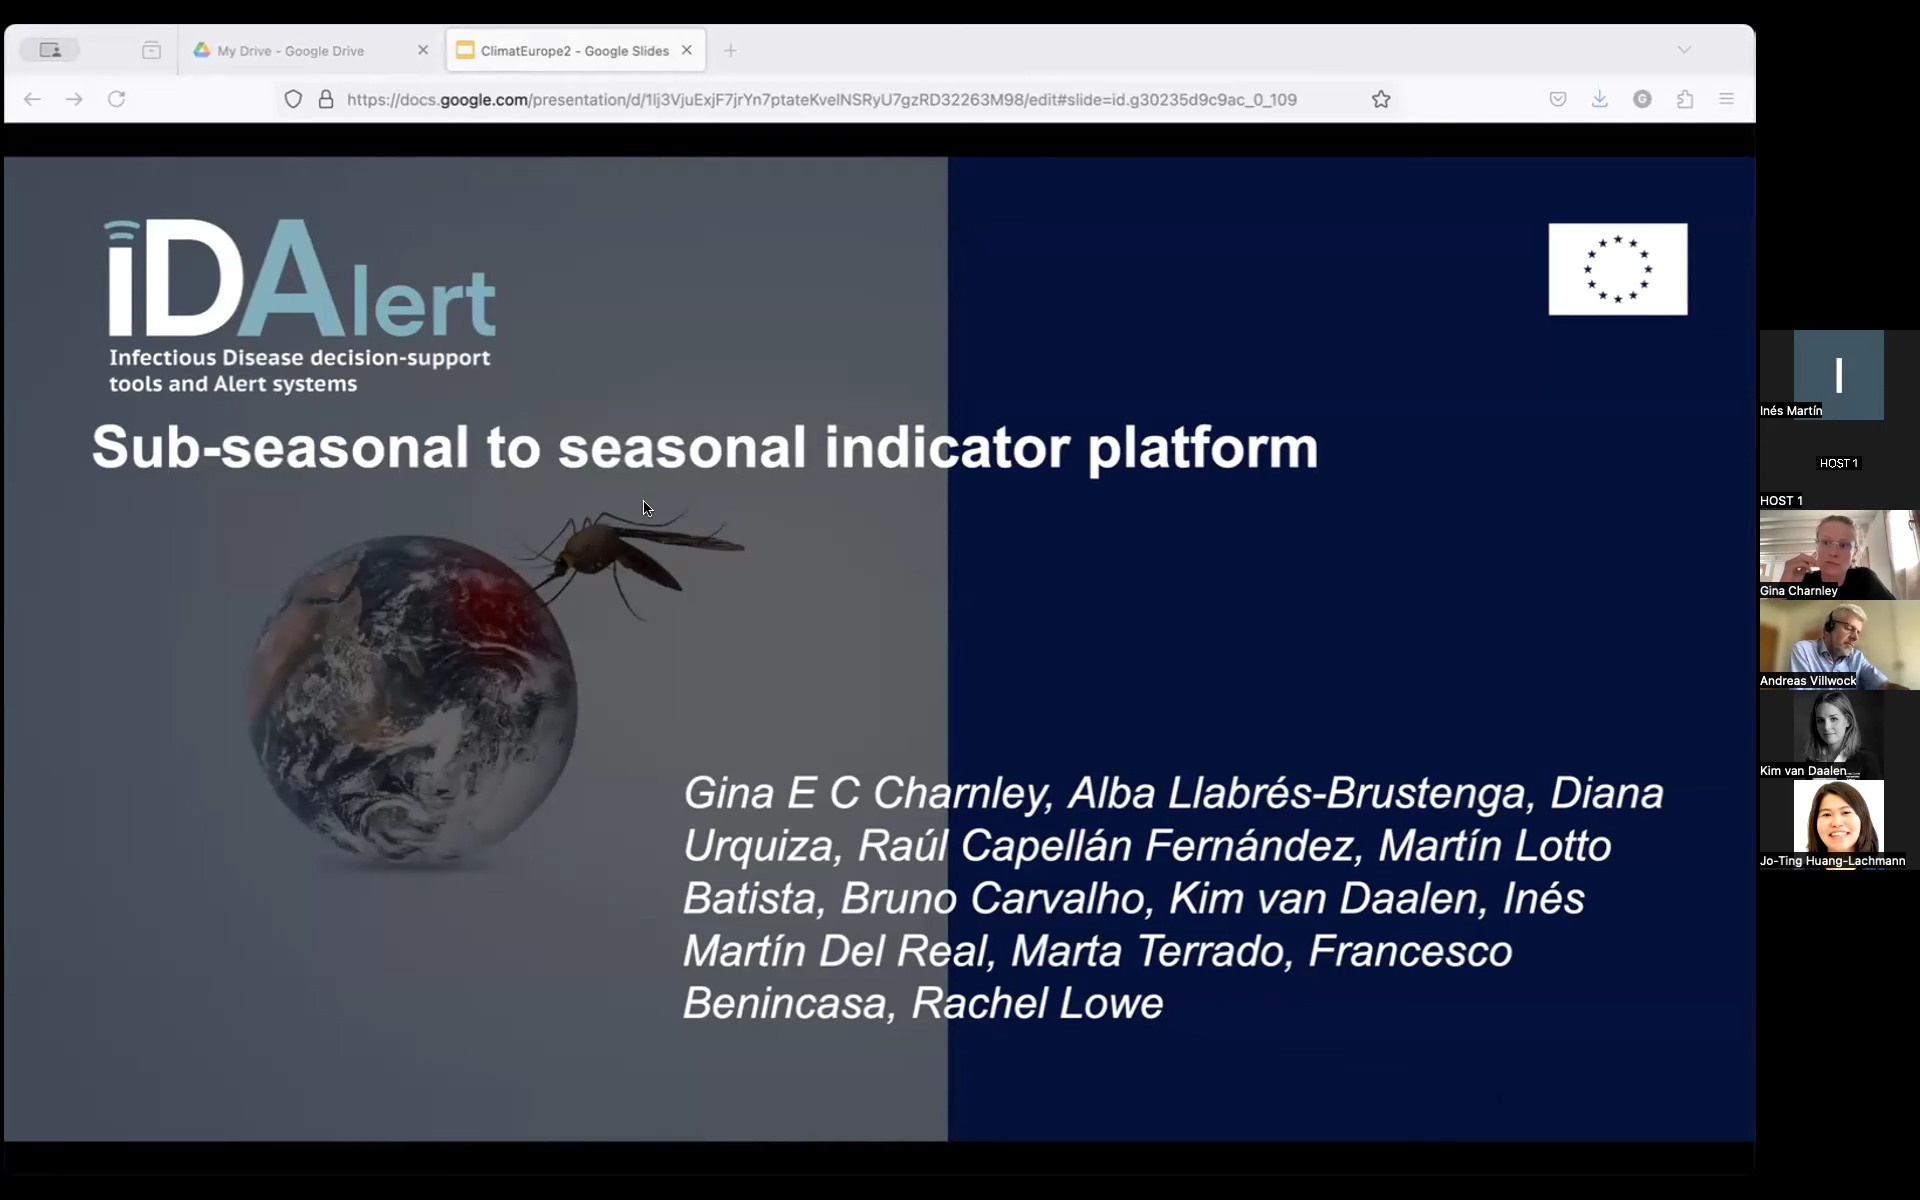 My Drive - Google Drive
ClimatEurope2 - Google Slides
https://docs.google.com/presentation/d/1lj3VjuExjF7jrYn7ptateKvelNSRyU7gzRD32263M98/edit#slide=id.g30235d9c9ac_0_109
G
iDAlert
Infectious Disease decision-support
tools and Alert systems
Sub-seasonal to seasonal indicator platform
Gina E C Charnley, Alba Llabrés-Brustenga, Diana
Urquiza, Raúl Capellán Fernández, Martín Lotto
Batista, Bruno Carvalho, Kim van Daalen, Inés
Martín Del Real, Marta Terrado, Francesco
Benincasa, Rachel Lowe
I
Inés Martín
HOST 1
HOST 1
Gina Charnley
Andreas Villwock
Kim van Daalen
Jo-Ting Huang-Lachmann